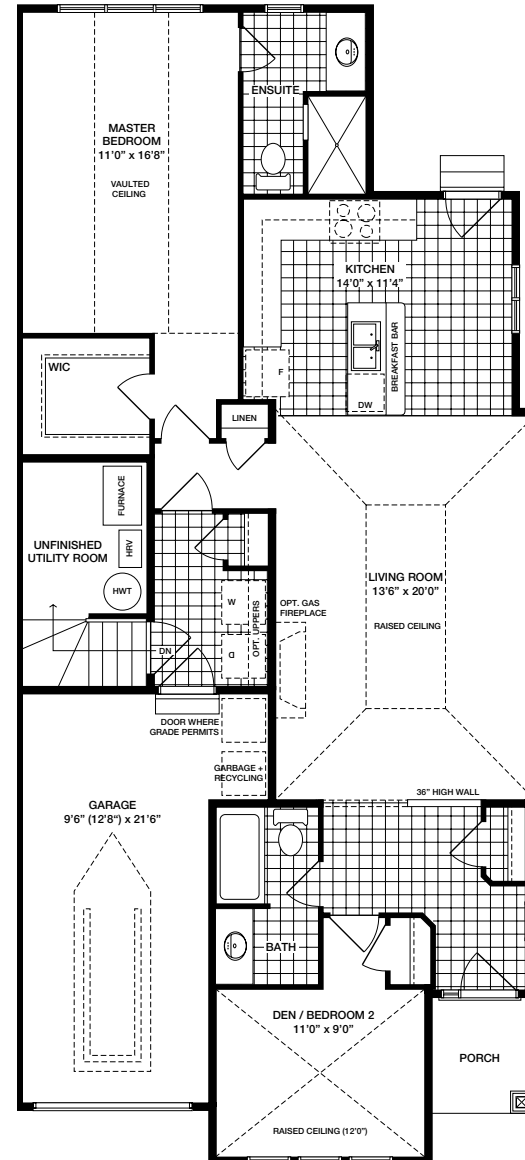 ENSUITE
MASTER
BEDROOM
11'0" x 16'8"
VAULTED
CEILING
KITCHEN
14'0" x 11'4"
BREAKFAST BAR
F
DW
WIC
LINEN
FURNACE
HRV
UNFINISHED
UTILITY ROOM
HWT
W
D
OPT. UPPERS
DN
OPT. GAS
FIREPLACE
LIVING ROOM
13'6" x 20'0"
RAISED CEILING
DOOR WHERE
GRADE PERMITS
GARBAGE +
RECYCLING
GARAGE
9'6" (12'8") x 21'6"
36" HIGH WALL
BATH
DEN / BEDROOM 2
11'0" x 9'0"
RAISED CEILING (12'0")
PORCH